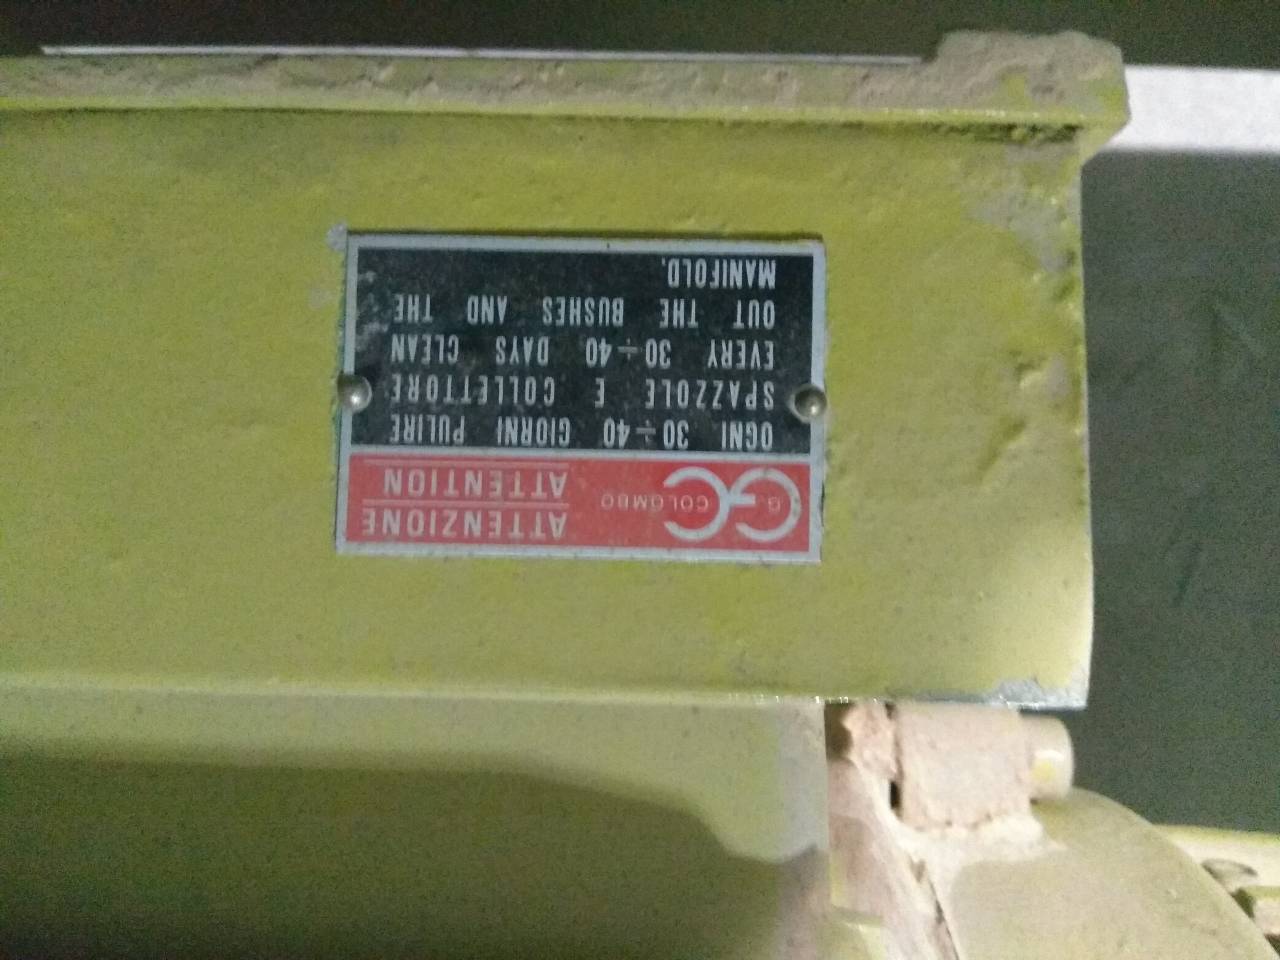 G. COLOMBO
ATTENZIONE
ATTENTION
OGNI 30÷40 GIORNI PULIRE
SPAZZOLE E COLLETTORE
EVERY 30÷40 DAYS CLEAN
OUT THE BUSHES AND THE
MANIFOLD.